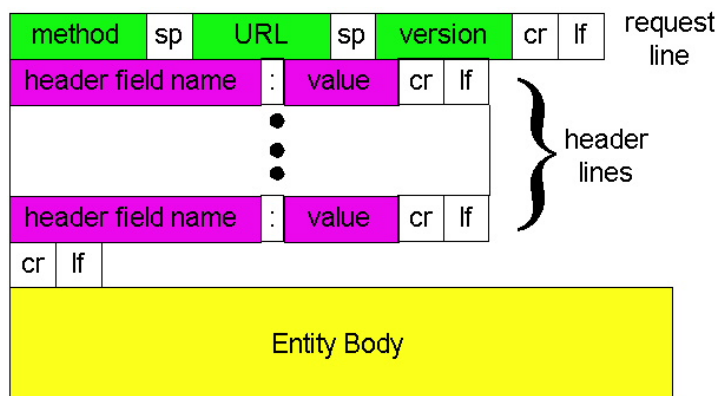 method sp URL sp version cr lf request line
header field name : value cr lf
header lines
header field name : value cr lf
cr lf
Entity Body